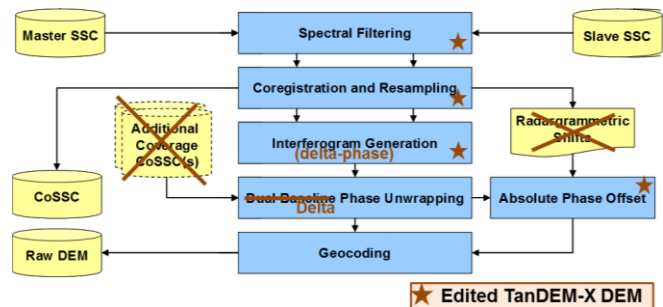 Master SSC
Spectral Filtering
Slave SSC
Coregistration and Resampling
Additional
Coverage
CoSSC(s)
Radargrammetric
Shifts
Interferogram Generation
(delta-phase)
CoSSC
Dual Baseline Phase Unwrapping
Delta
Absolute Phase Offset
Raw DEM
Geocoding
Edited TanDEM-X DEM